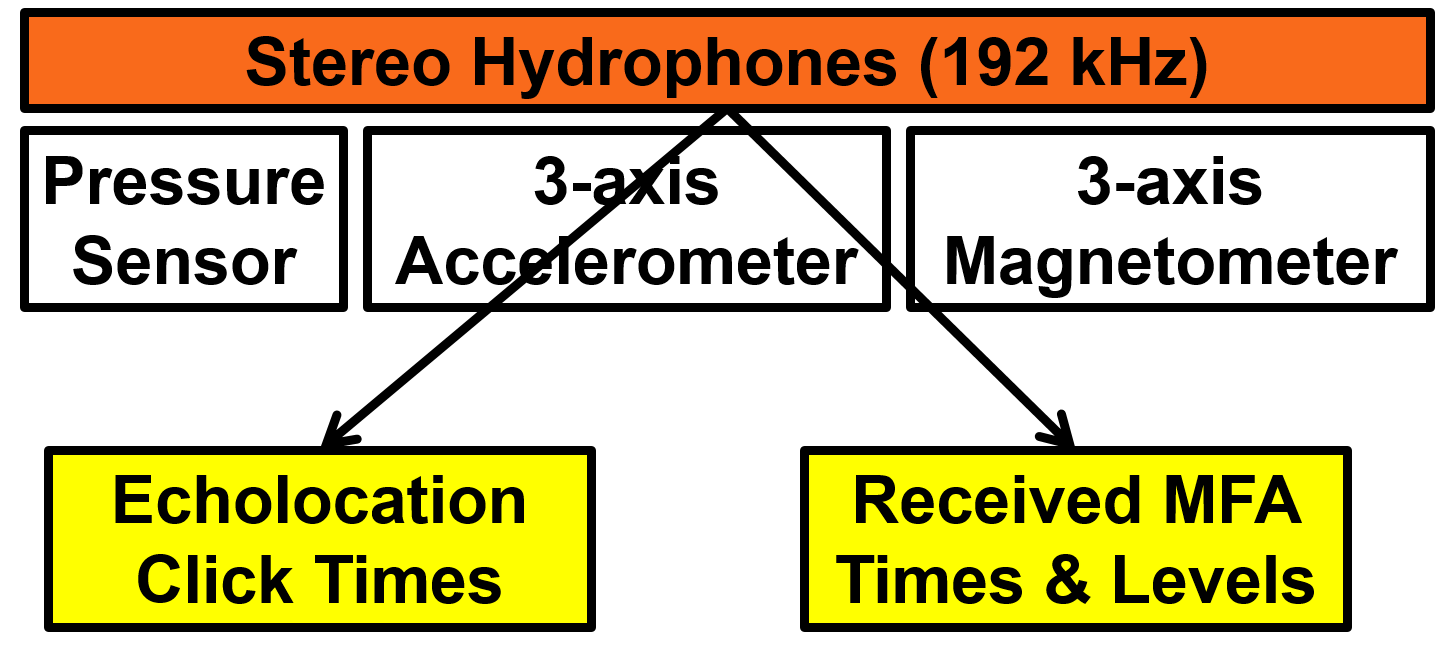 Stereo Hydrophones (192 kHz)
Pressure
Sensor
3-axis
Accelerometer
3-axis
Magnetometer
Echolocation
Click Times
Received MFA
Times & Levels